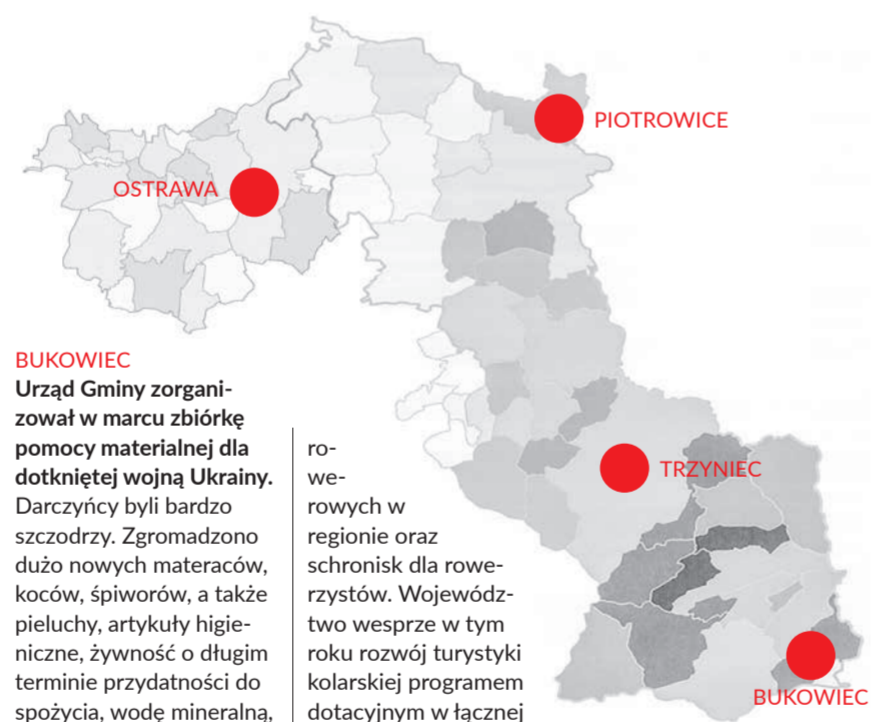 PIOTROWICE
OSTRAWA
TRZYNIEC
BUKOWIEC
BUKOWIEC
Urząd Gminy zorgani-
zował w marcu zbiórkę
pomocy materialnej dla
dotkniętej wojną Ukrainy.
Darczyńcy byli bardzo
szczodrzy. Zgromadzono
dużo nowych materaców,
koców, śpiworów, a także
pieluchy, artykuły higie-
niczne, żywność o długim
terminie przydatności do
spożycia, wodę mineralną,
ro-
we-
rowych w
regionie oraz
schronisk dla rowe-
rzystów. Wojewódz-
two wesprze w tym
roku rozwój turystyki
kolarskiej programem
dotacyjnym w łącznej